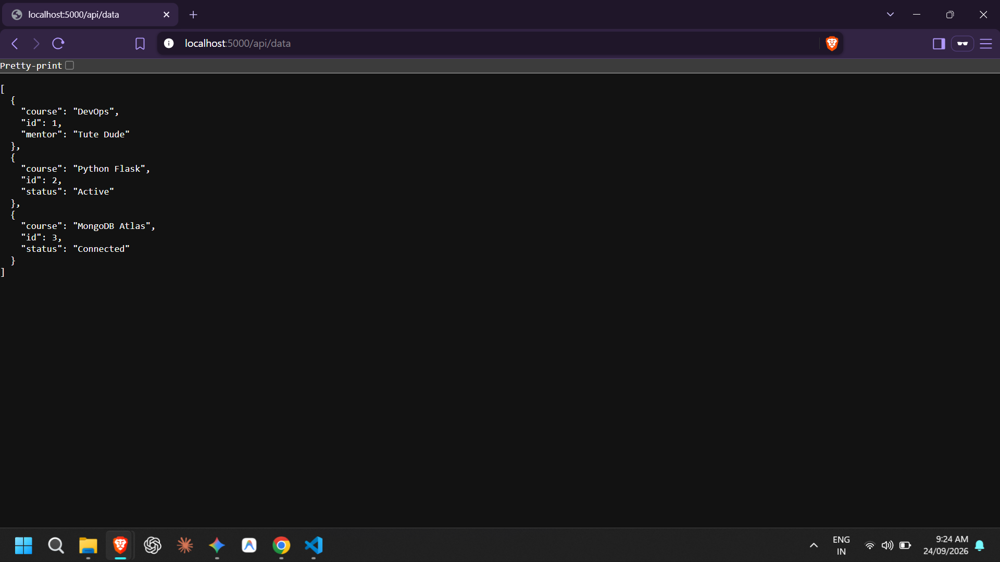 localhost:5000/api/data
localhost:5000/api/data
Pretty-print
[
  {
    "course": "DevOps",
    "id": 1,
    "mentor": "Tute Dude"
  },
  {
    "course": "Python Flask",
    "id": 2,
    "status": "Active"
  },
  {
    "course": "MongoDB Atlas",
    "id": 3,
    "status": "Connected"
  }
]
ENG
IN
9:24 AM
24/09/2026